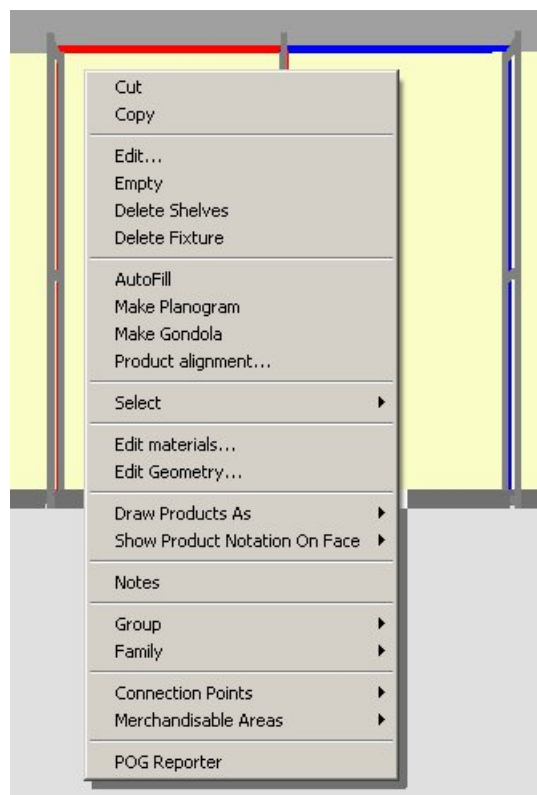 Cut
Copy
Edit...
Empty
Delete Shelves
Delete Fixture
AutoFill
Make Planogram
Make Gondola
Product alignment...
Select
Edit materials...
Edit Geometry...
Draw Products As
Show Product Notation On Face
Notes
Group
Family
Connection Points
Merchandisable Areas
POG Reporter